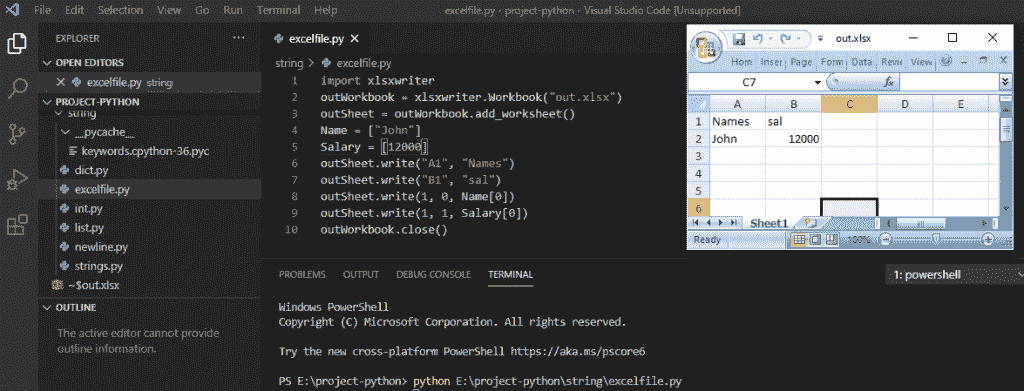 File Edit Selection View Go Run Terminal Help excelfile.py - project-python - Visual Studio Code [Unsupported]
EXPLORER ...
OPEN EDITORS
excelfile.py string
PROJECT-PYTHON
string
__pycache__
keywords.cpython-36.pyc
dict.py
excelfile.py
int.py
list.py
newline.py
strings.py
~$out.xlsx
OUTLINE
The active editor cannot provide
outline information.
excelfile.py
string > excelfile.py
1 import xlsxwriter
2 outWorkbook = xlsxwriter.Workbook("out.xlsx")
3 outSheet = outWorkbook.add_worksheet()
4 Name = ["John"]
5 Salary = [12000]
6 outSheet.write("A1", "Names")
7 outSheet.write("B1", "sal")
8 outSheet.write(1, 0, Name[0])
9 outSheet.write(1, 1, Salary[0])
10 outWorkbook.close()
out.xlsx
Hom Inser Page Form Data Revi View
C7 fx
A B C D E
1 Names sal
2 John 12000
3
4
5
6
Sheet1
Ready 100%
PROBLEMS OUTPUT DEBUG CONSOLE TERMINAL 1: powershell
Windows PowerShell
Copyright (C) Microsoft Corporation. All rights reserved.
Try the new cross-platform PowerShell https://aka.ms/pscore6
PS E:\project-python> python E:\project-python\string\excelfile.py